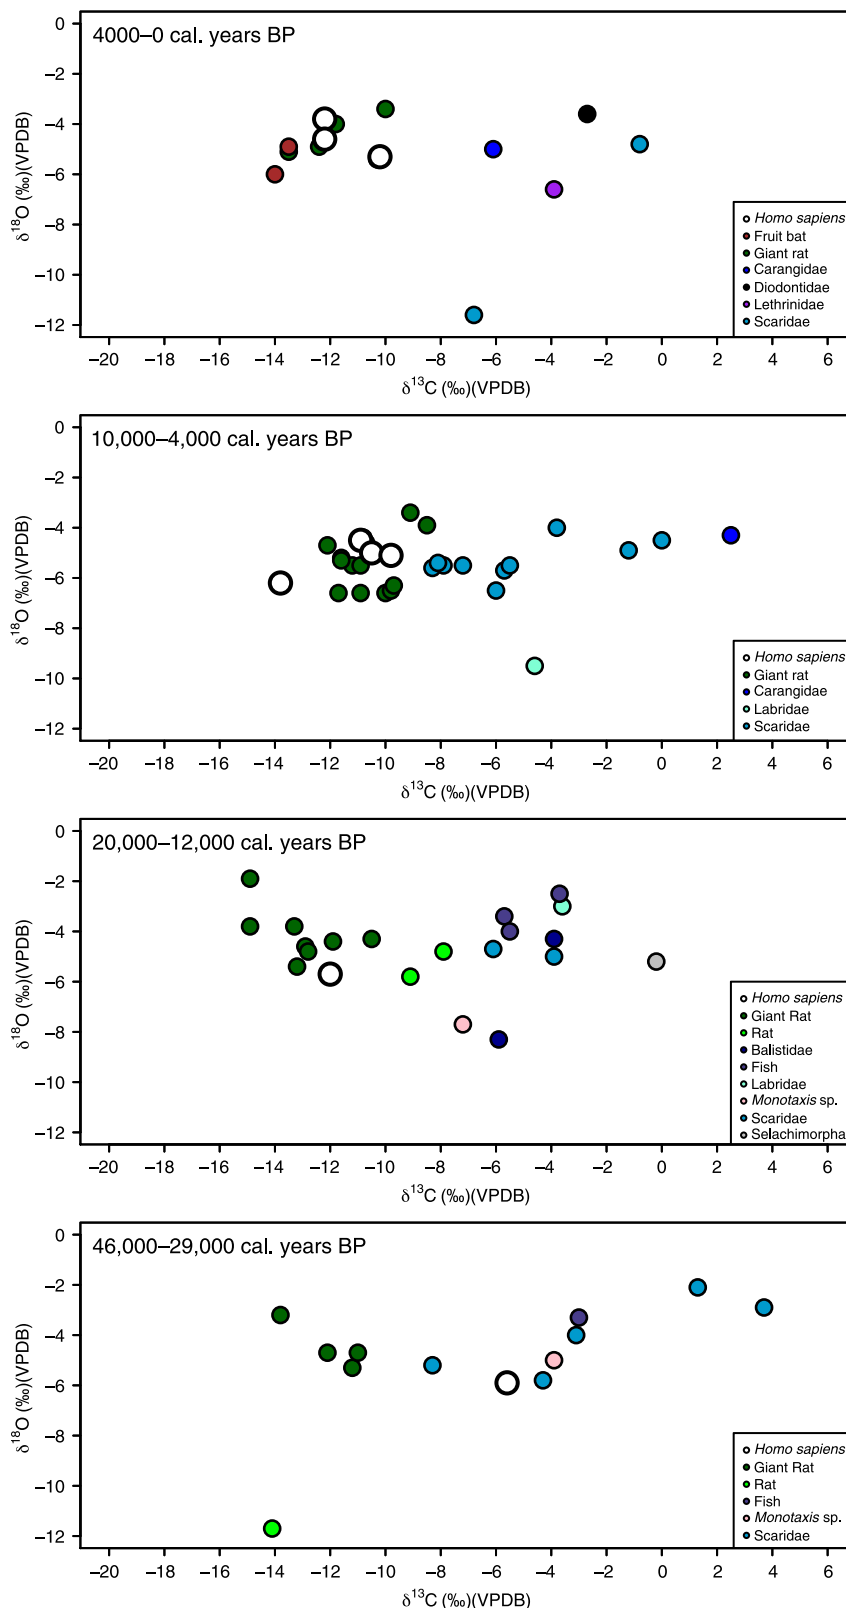 4000–0 cal. years BP
0
−2
−4
−6
−8
−10
−12
δ18O (‰)(VPDB)
Homo sapiens
Fruit bat
Giant rat
Carangidae
Diodontidae
Lethrinidae
Scaridae
−20 −18 −16 −14 −12 −10 −8 −6 −4 −2 0 2 4 6
δ13C (‰)(VPDB)
10,000–4,000 cal. years BP
0
−2
−4
−6
−8
−10
−12
δ18O (‰)(VPDB)
Homo sapiens
Giant rat
Carangidae
Labridae
Scaridae
−20 −18 −16 −14 −12 −10 −8 −6 −4 −2 0 2 4 6
δ13C (‰)(VPDB)
20,000–12,000 cal. years BP
0
−2
−4
−6
−8
−10
−12
δ18O (‰)(VPDB)
Homo sapiens
Giant Rat
Rat
Balistidae
Fish
Labridae
Monotaxis sp.
Scaridae
Selachimorpha
−20 −18 −16 −14 −12 −10 −8 −6 −4 −2 0 2 4 6
δ13C (‰)(VPDB)
46,000–29,000 cal. years BP
0
−2
−4
−6
−8
−10
−12
δ18O (‰)(VPDB)
Homo sapiens
Giant Rat
Rat
Fish
Monotaxis sp.
Scaridae
−20 −18 −16 −14 −12 −10 −8 −6 −4 −2 0 2 4 6
δ13C (‰)(VPDB)